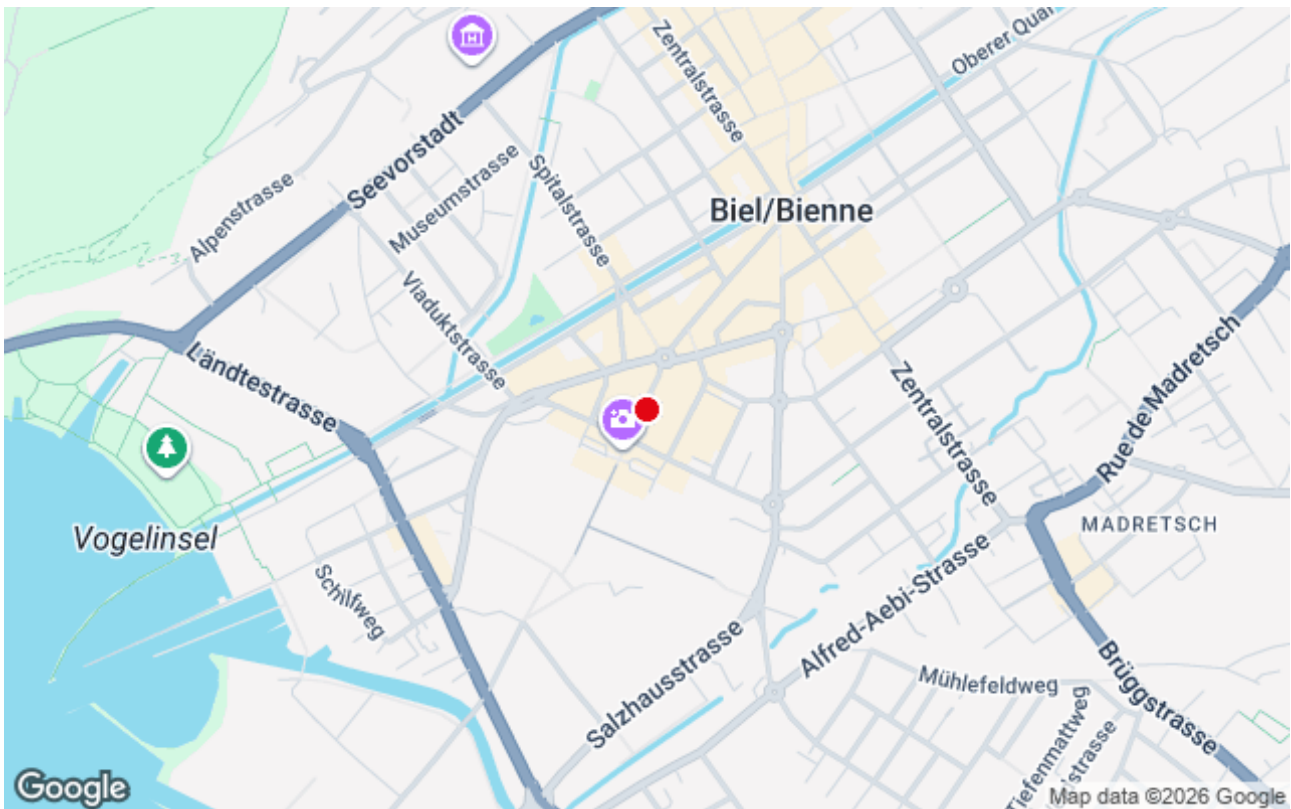 Zentralstrasse
Oberer Quai
Seevorstadt
Museumstrasse
Spitalstrasse
Alpenstrasse
Biel/Bienne
Viaduktstrasse
Ländtestrasse
Zentralstrasse
Rue de Madretsch
Vogelinsel
MADRETSCH
Schilfweg
Alfred-Aebi-Strasse
Salzhausstrasse
Mühlefeldweg
Brüggstrasse
Tiefenmattweg
Google
Map data ©2026 Google